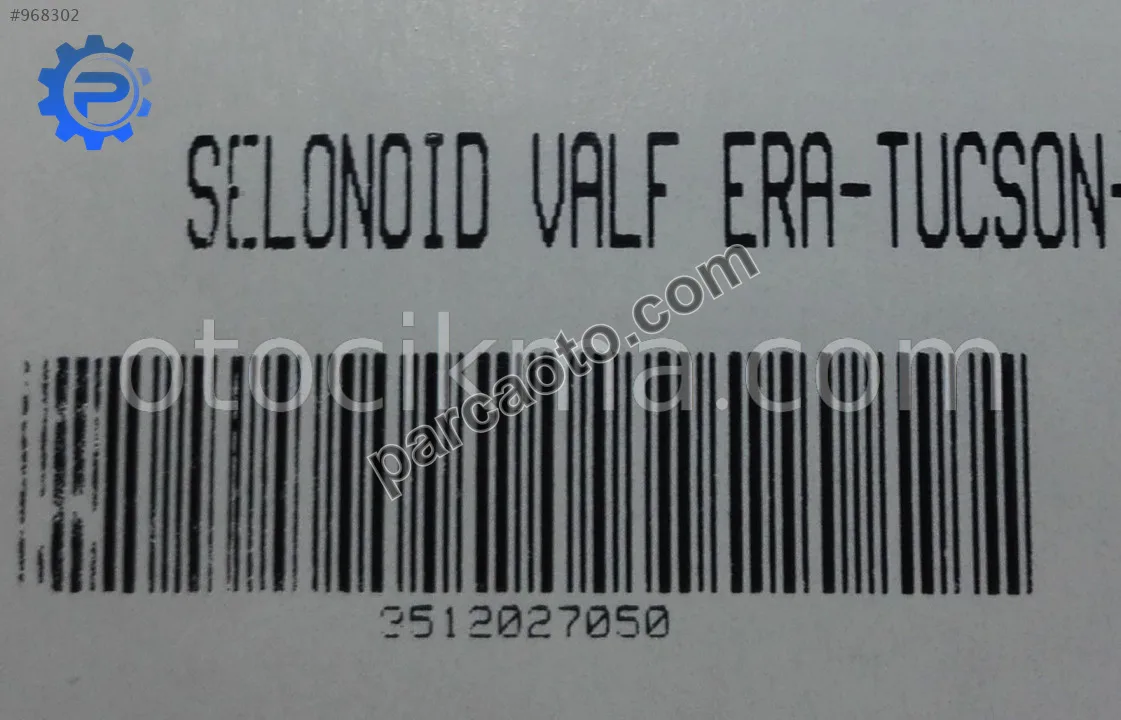 #968302
P
SELONOID VALF ERA-TUCSON-
otocikma.com
parcaoto.com
3512027050